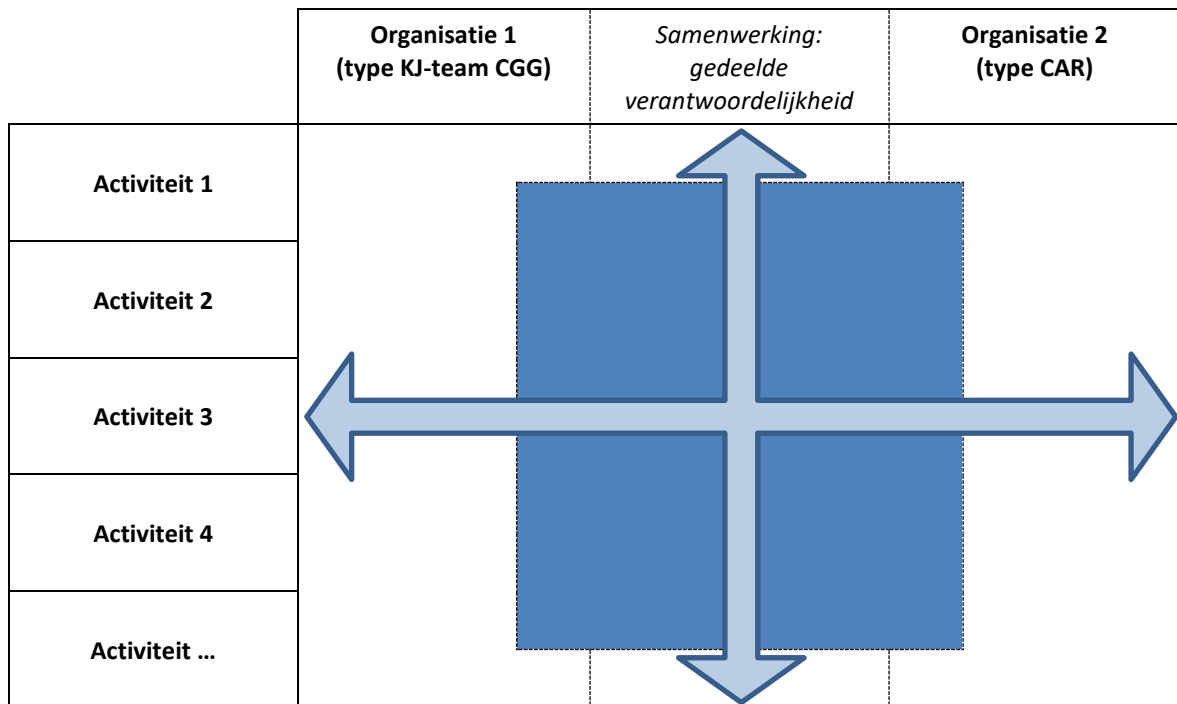 Organisatie 1
(type KJ-team CGG)
Samenwerking:
gedeelde
verantwoordelijkheid
Organisatie 2
(type CAR)
Activiteit 1
Activiteit 2
Activiteit 3
Activiteit 4
Activiteit ...